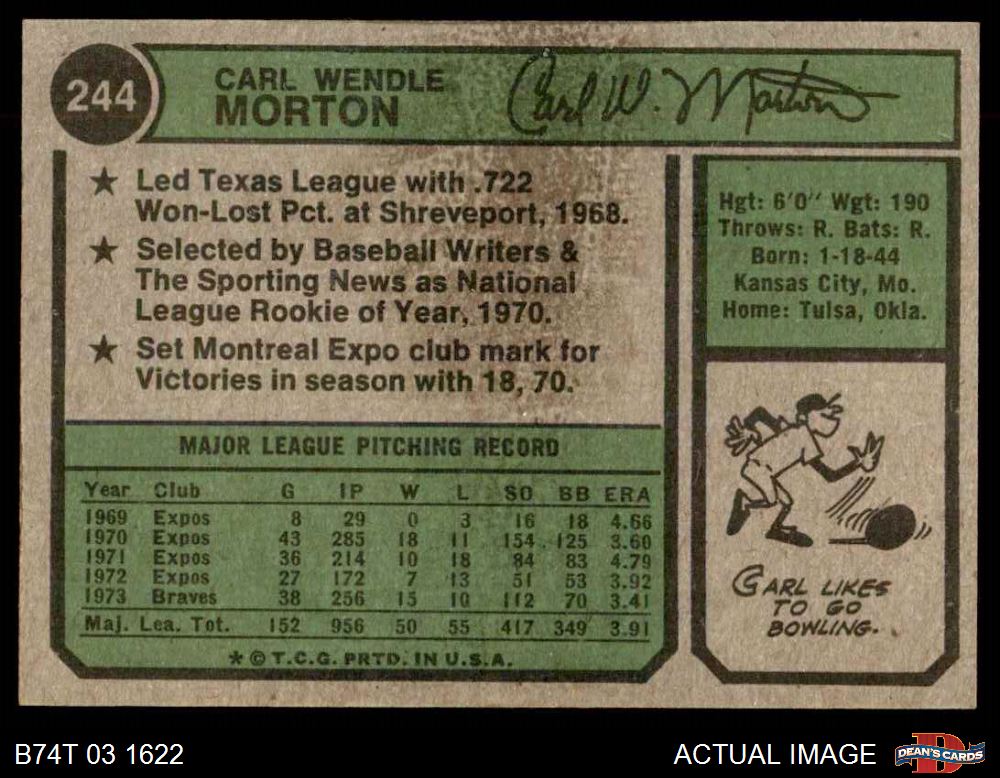 244
CARL WENDLE
MORTON
Carl W. Morton
★ Led Texas League with .722
Won-Lost Pct. at Shreveport, 1968.
★ Selected by Baseball Writers &
The Sporting News as National
League Rookie of Year, 1970.
★ Set Montreal Expo club mark for
Victories in season with 18, 70.
Hgt: 6'0" Wgt: 190
Throws: R. Bats: R.
Born: 1-18-44
Kansas City, Mo.
Home: Tulsa, Okla.
MAJOR LEAGUE PITCHING RECORD
Year Club G IP W L SO BB ERA
1969 Expos 8 29 0 3 16 18 4.66
1970 Expos 43 285 18 11 154 125 3.60
1971 Expos 36 214 10 18 84 83 4.79
1972 Expos 27 172 7 13 51 53 3.92
1973 Braves 38 256 15 10 112 70 3.41
Maj. Lea. Tot. 152 956 50 55 417 349 3.91
* © T.C.G. PRTD. IN U.S.A.
CARL LIKES
TO GO
BOWLING.
B74T 03 1622
ACTUAL IMAGE
DEAN'S CARDS